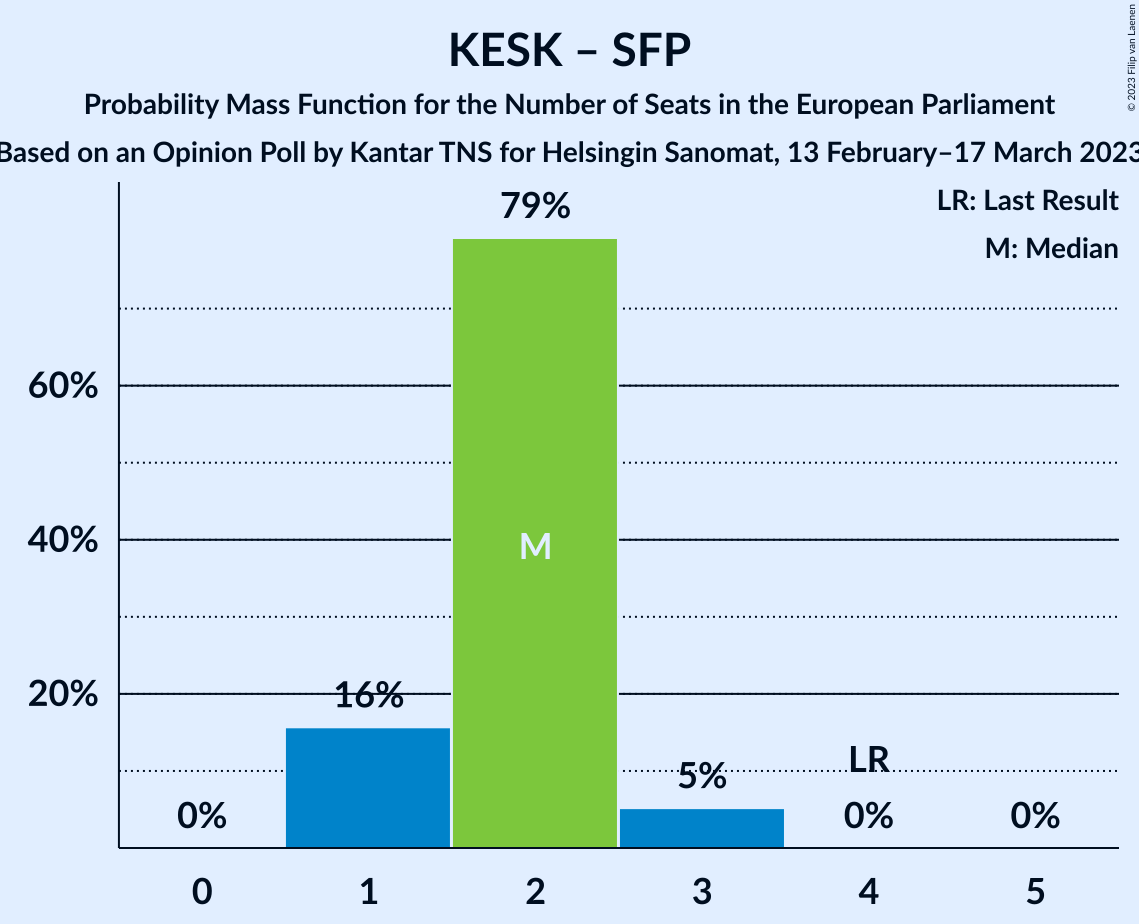 KESK – SFP
Probability Mass Function for the Number of Seats in the European Parliament
Based on an Opinion Poll by Kantar TNS for Helsingin Sanomat, 13 February–17 March 2023
© 2023 Filip van Laenen
LR: Last Result
M: Median
79%
60%
40%
M
20%
16%
LR
5%
0%
0%
0%
0
1
2
3
4
5